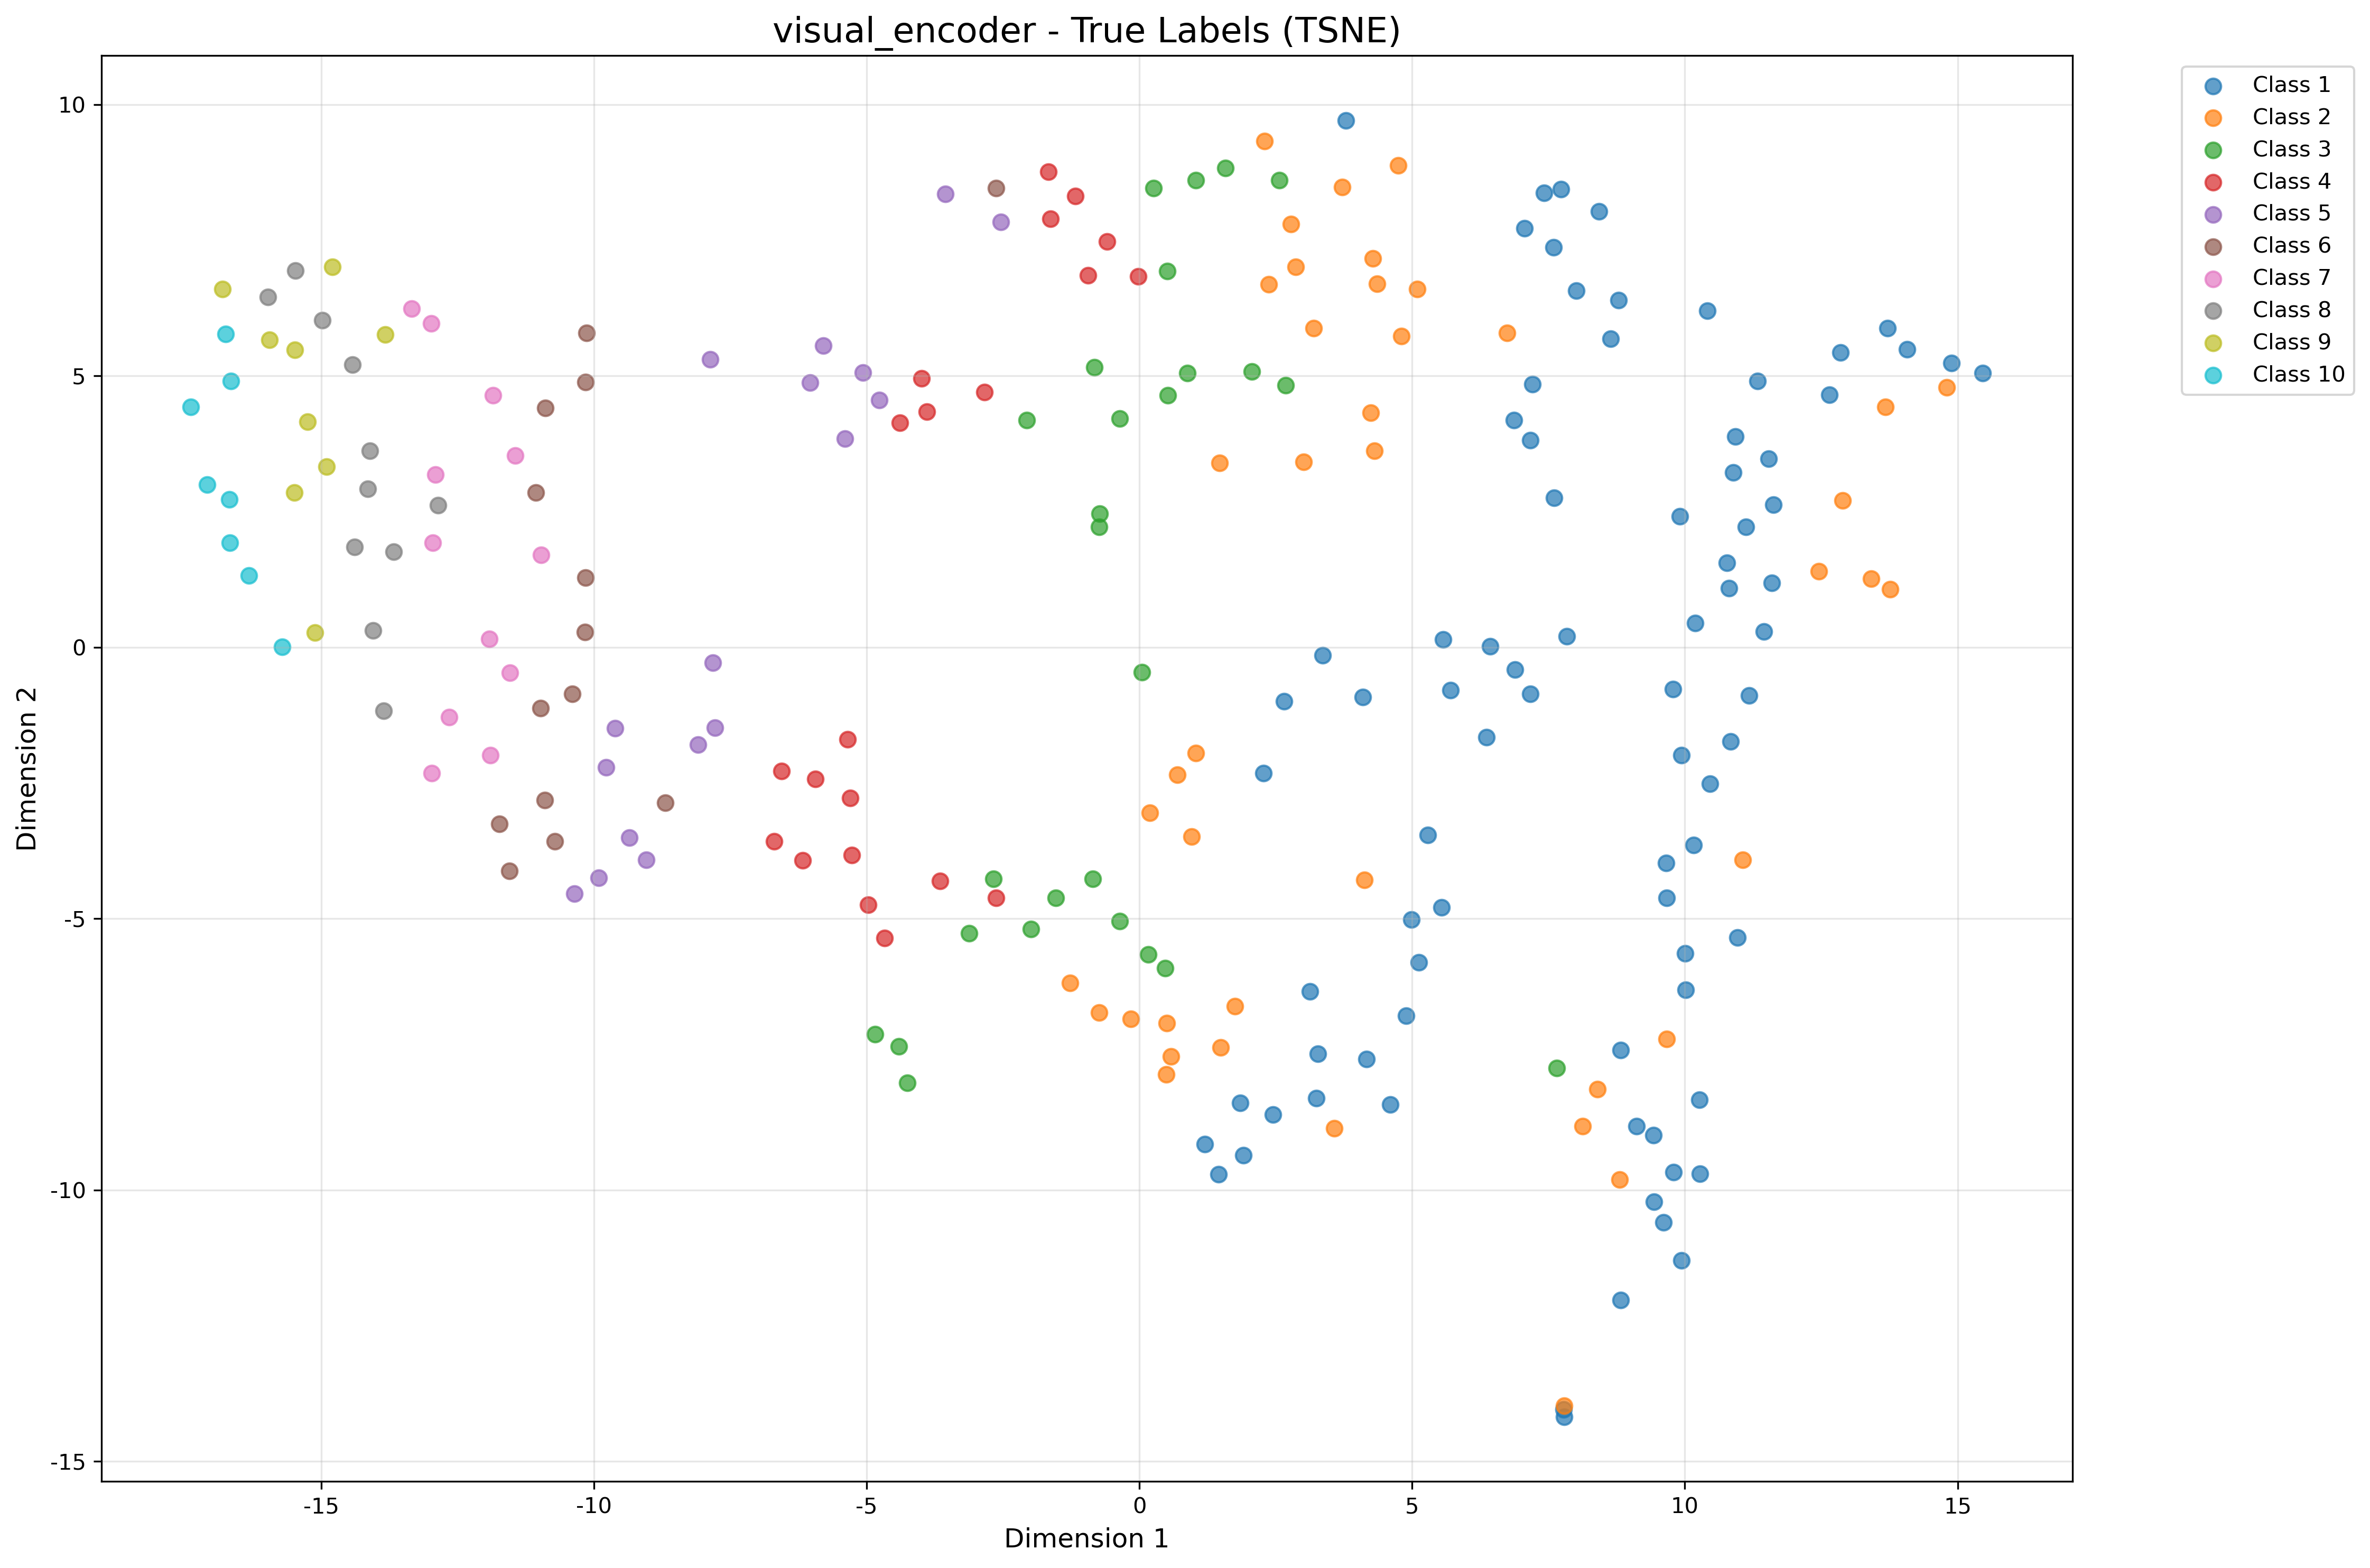 visual_encoder - True Labels (TSNE)
10
5
0
-5
-10
-15
Dimension 2
-15
-10
-5
0
5
10
15
Dimension 1
Class 1
Class 2
Class 3
Class 4
Class 5
Class 6
Class 7
Class 8
Class 9
Class 10